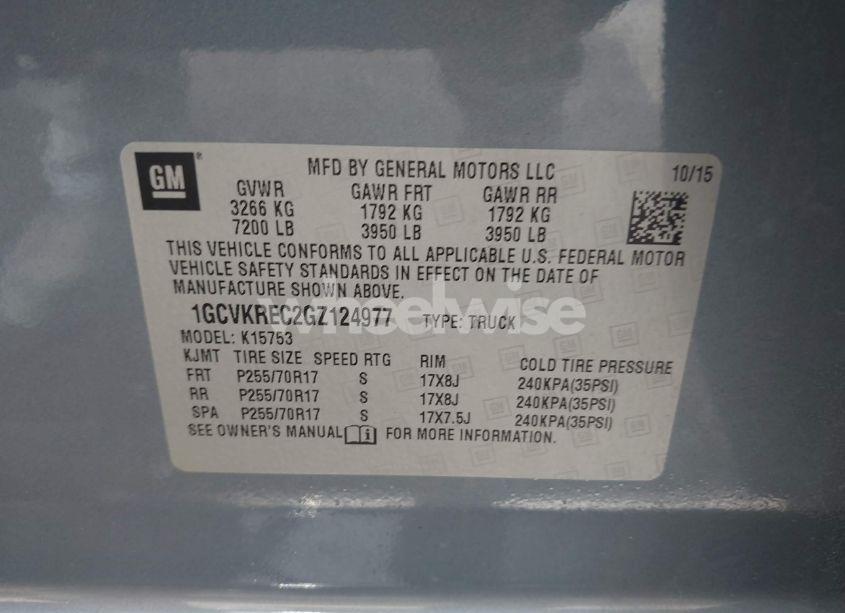 GM®
MFD BY GENERAL MOTORS LLC 10/15
GVWR GAWR FRT GAWR RR
3266 KG 1792 KG 1792 KG
7200 LB 3950 LB 3950 LB
THIS VEHICLE CONFORMS TO ALL APPLICABLE U.S. FEDERAL MOTOR
VEHICLE SAFETY STANDARDS IN EFFECT ON THE DATE OF
MANUFACTURE SHOWN ABOVE.
1GCVKREC2GZ124977 TYPE: TRUCK
wheelwise
MODEL: K15753
KJMT TIRE SIZE SPEED RTG RIM COLD TIRE PRESSURE
FRT P255/70R17 S 17X8J 240KPA(35PSI)
RR P255/70R17 S 17X8J 240KPA(35PSI)
SPA P255/70R17 S 17X7.5J 240KPA(35PSI)
SEE OWNER'S MANUAL i FOR MORE INFORMATION.